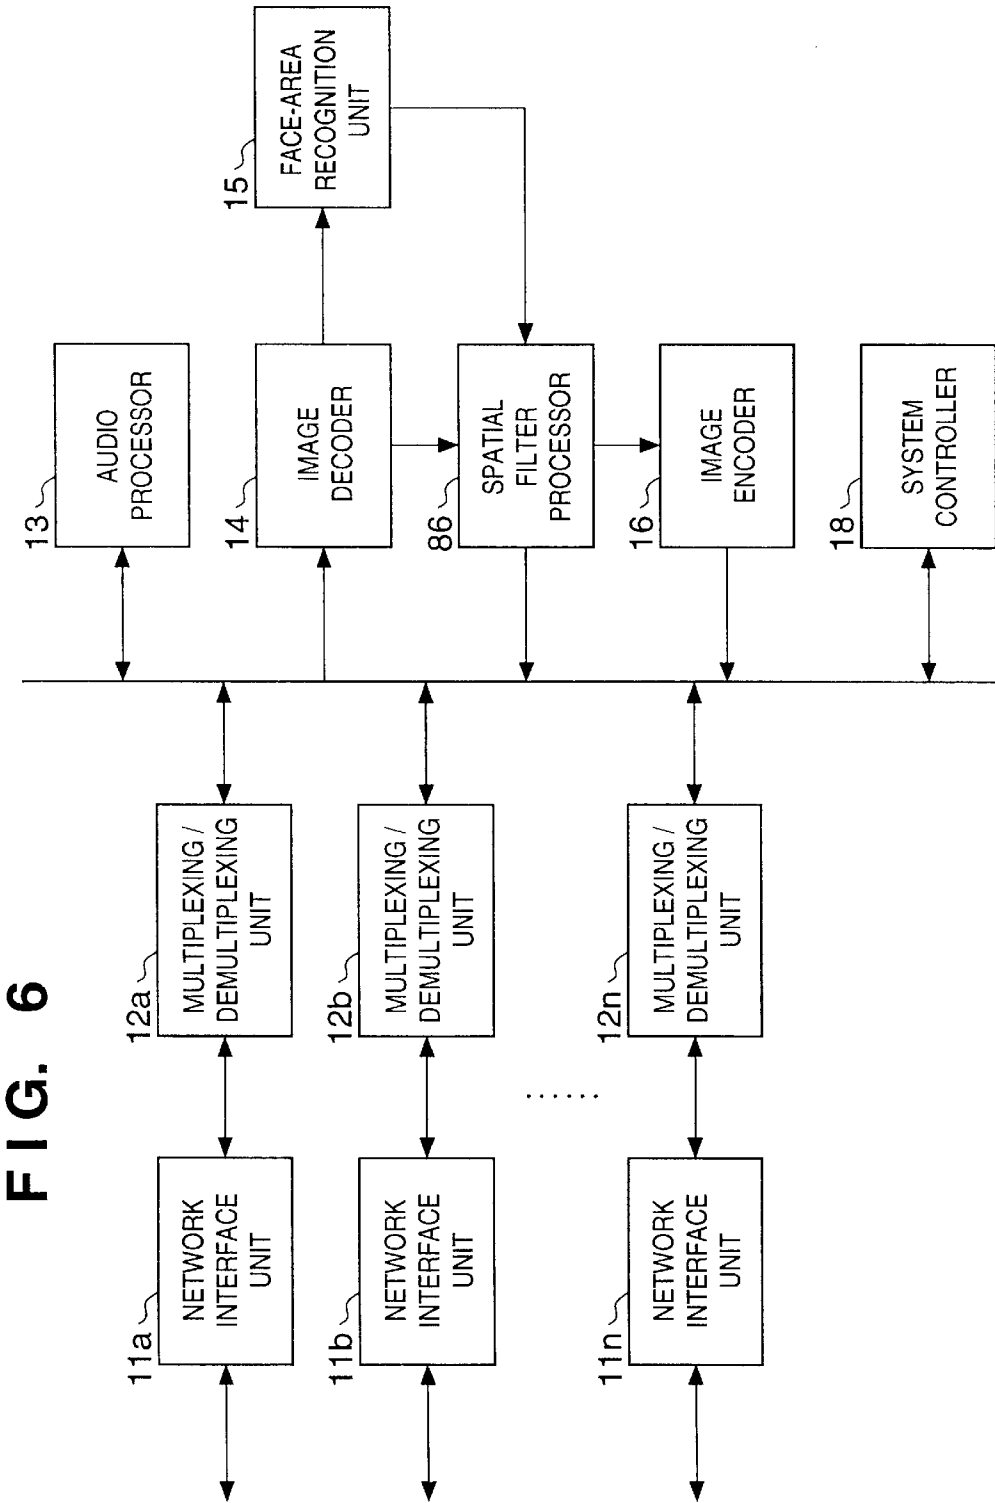 FIG. 6
11a
NETWORK
INTERFACE
UNIT
12a
MULTIPLEXING /
DEMULTIPLEXING
UNIT
11b
NETWORK
INTERFACE
UNIT
12b
MULTIPLEXING /
DEMULTIPLEXING
UNIT
......
11n
NETWORK
INTERFACE
UNIT
12n
MULTIPLEXING /
DEMULTIPLEXING
UNIT
13
AUDIO
PROCESSOR
14
IMAGE
DECODER
15
FACE-AREA
RECOGNITION
UNIT
86
SPATIAL
FILTER
PROCESSOR
16
IMAGE
ENCODER
18
SYSTEM
CONTROLLER